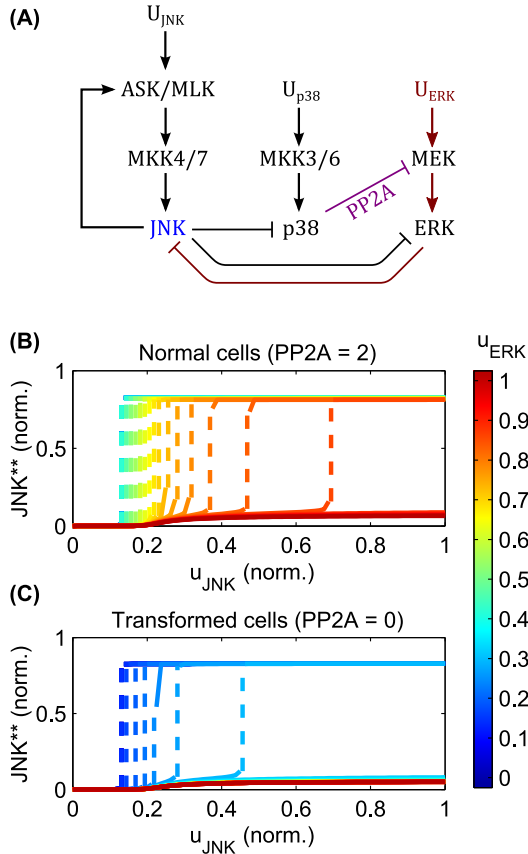 (A)
U_JNK
ASK/MLK U_p38 U_ERK
MKK4/7 MKK3/6 MEK
PP2A
JNK p38 ERK
(B)
Normal cells (PP2A = 2)
u_ERK
1
0.5
0
JNK** (norm.)
0 0.2 0.4 0.6 0.8 1
u_JNK (norm.)
1
0.9
0.8
0.7
0.6
0.5
0.4
0.3
0.2
0.1
0
(C)
Transformed cells (PP2A = 0)
1
0.5
0
JNK** (norm.)
0 0.2 0.4 0.6 0.8 1
u_JNK (norm.)